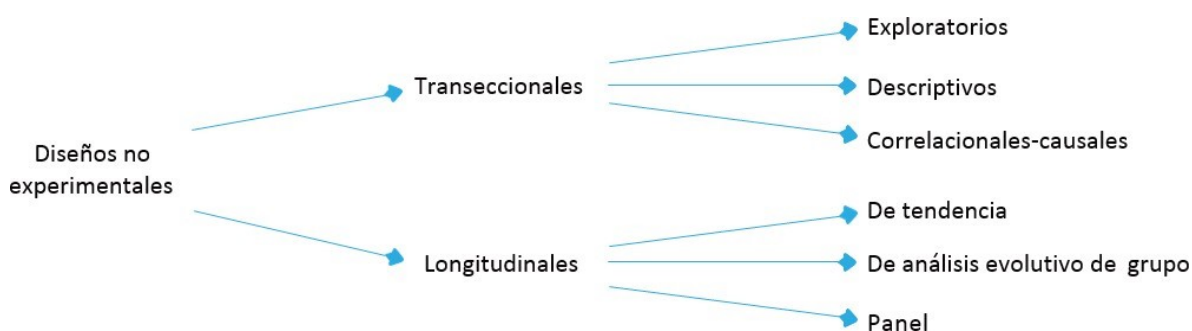 Diseños no
experimentales
Transeccionales
Exploratorios
Descriptivos
Correlacionales-causales
Longitudinales
De tendencia
De análisis evolutivo de grupo
Panel